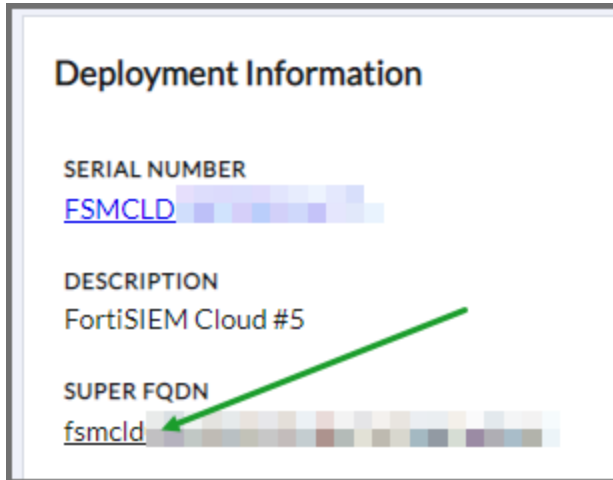 Deployment Information
SERIAL NUMBER
FSMCLD
DESCRIPTION
FortiSIEM Cloud #5
SUPER FQDN
fsmcld